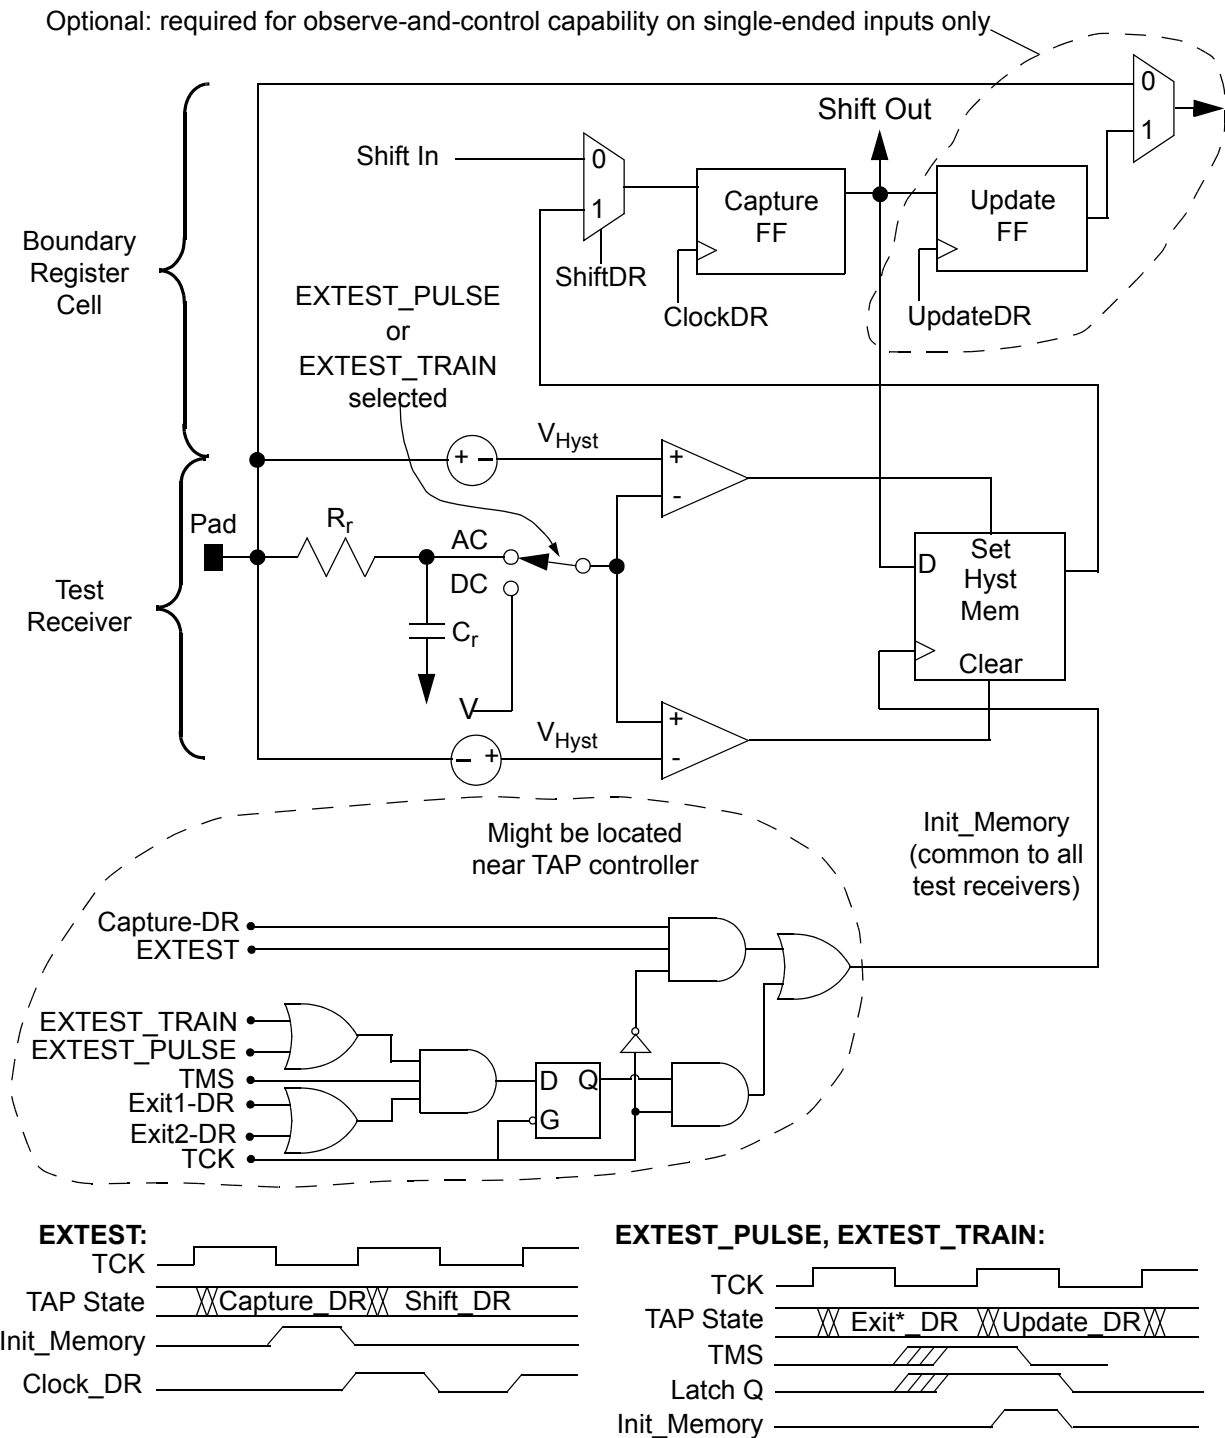 Optional: required for observe-and-control capability on single-ended inputs only
0
1
Shift Out
Shift In
0
1
Capture
FF
Update
FF
Boundary
Register
Cell
ShiftDR
ClockDR
UpdateDR
EXTEST_PULSE
or
EXTEST_TRAIN
selected
+ -
VHyst
+
-
Pad
Rr
AC
DC
Cr
V
Test
Receiver
D
Set
Hyst
Mem
Clear
- +
VHyst
+
-
Might be located
near TAP controller
Init_Memory
(common to all
test receivers)
Capture-DR
EXTEST
EXTEST_TRAIN
EXTEST_PULSE
TMS
Exit1-DR
Exit2-DR
TCK
D Q
G
EXTEST:
TCK
TAP State Capture_DR Shift_DR
Init_Memory
Clock_DR
EXTEST_PULSE, EXTEST_TRAIN:
TCK
TAP State Exit*_DR Update_DR
TMS
Latch Q
Init_Memory